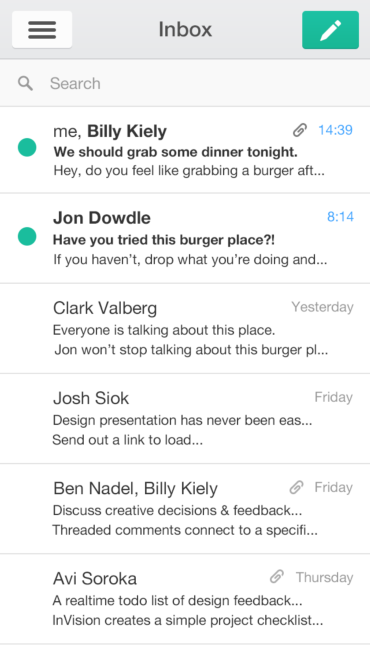 Inbox
Search
me, Billy Kiely 14:39
We should grab some dinner tonight.
Hey, do you feel like grabbing a burger aft...
Jon Dowdle 8:14
Have you tried this burger place?!
If you haven't, drop what you're doing and...
Clark Valberg Yesterday
Everyone is talking about this place.
Jon won't stop talking about this burger pl...
Josh Siok Friday
Design presentation has never been eas...
Send out a link to load...
Ben Nadel, Billy Kiely Friday
Discuss creative decisions & feedback...
Threaded comments connect to a specifi...
Avi Soroka Thursday
A realtime todo list of design feedback...
InVision creates a simple project checklist...